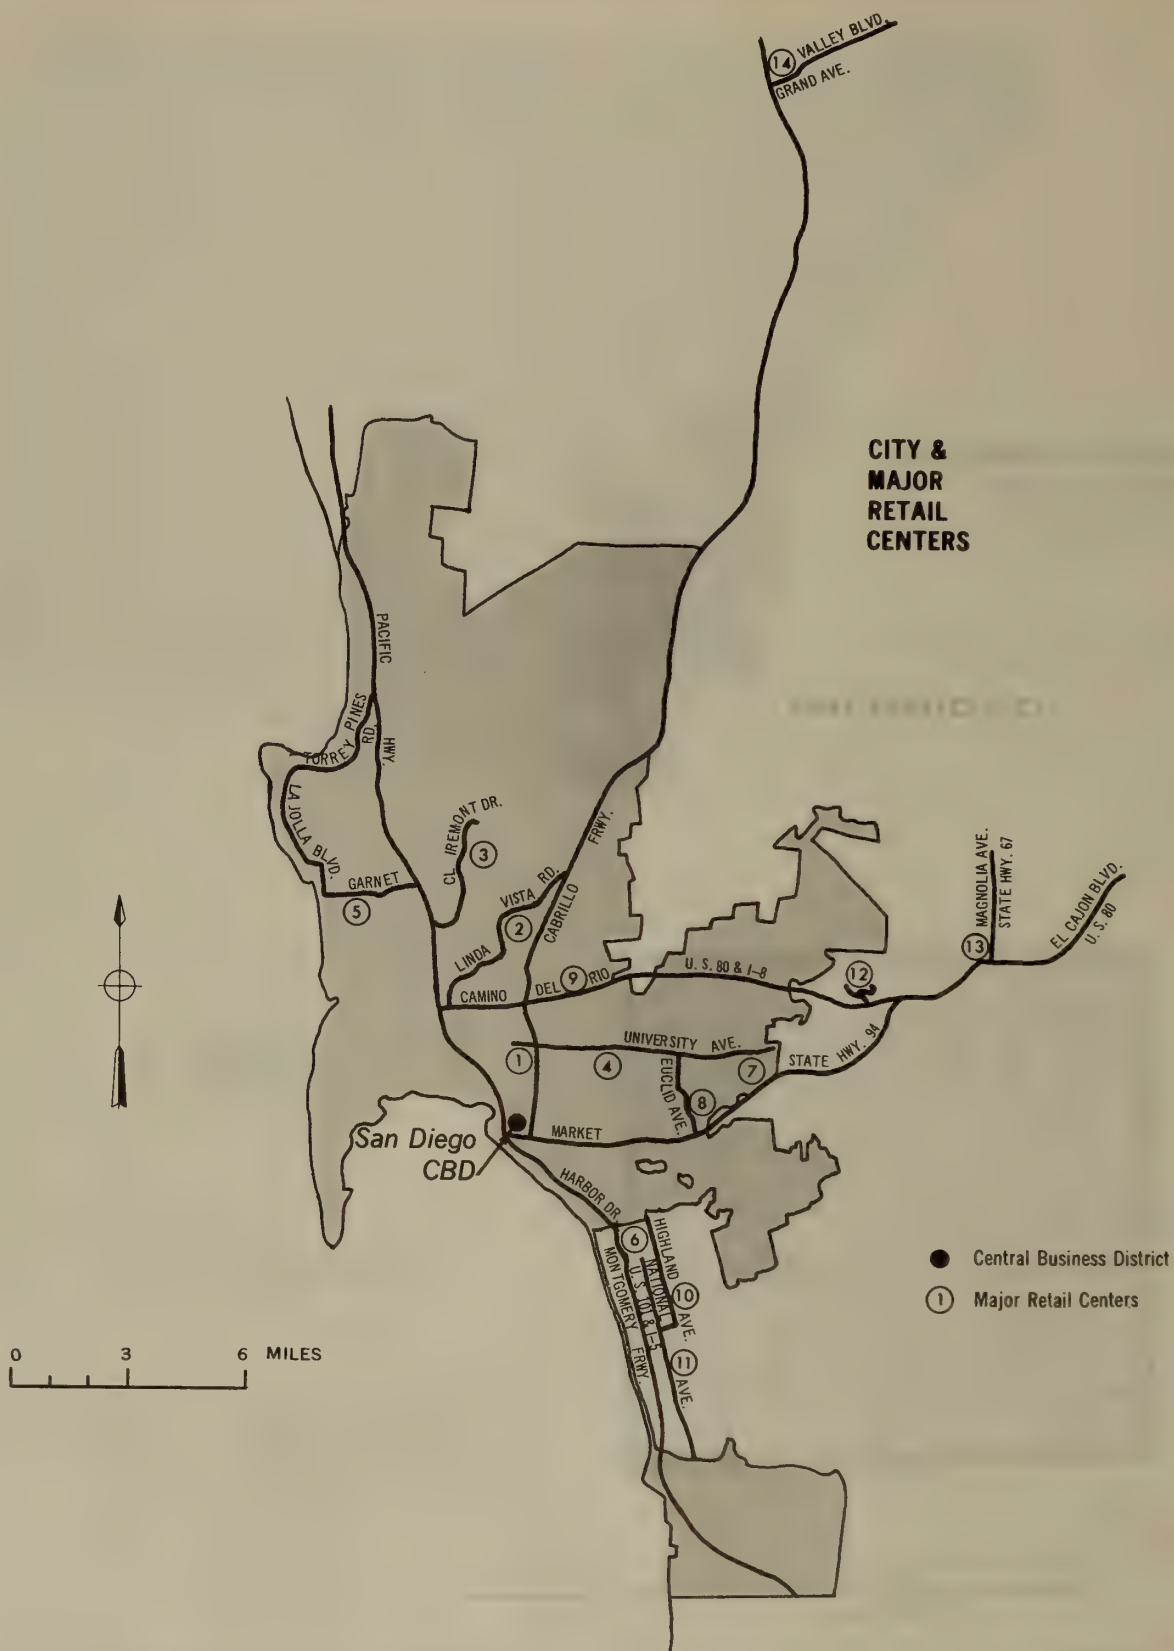 14
VALLEY BLVD.
GRAND AVE.
CITY &
MAJOR
RETAIL
CENTERS
PACIFIC
HWY.
TORREY PINES
RD.
LA JOLLA BLVD.
GARNET
5
CL IREMONT DR.
3
VISTA RD.
2
LINDA
CABRILLO
FRWY.
CAMINO
DEL RIO
9
U. S. 80 & I-8
12
13
MAGNOLIA AVE.
STATE HWY. 67
EL CAJON BLVD.
U. S. 80
1
UNIVERSITY AVE.
4
EUCLID AVE.
7
8
STATE HWY. 94
MARKET
San Diego
CBD
HARBOR DR.
6
HIGHLAND
AVE.
NATIONAL
AVE.
10
11
U. S. 101 & I-5
MONTGOMERY FRWY.
Central Business District
1 Major Retail Centers
0 3 6 MILES